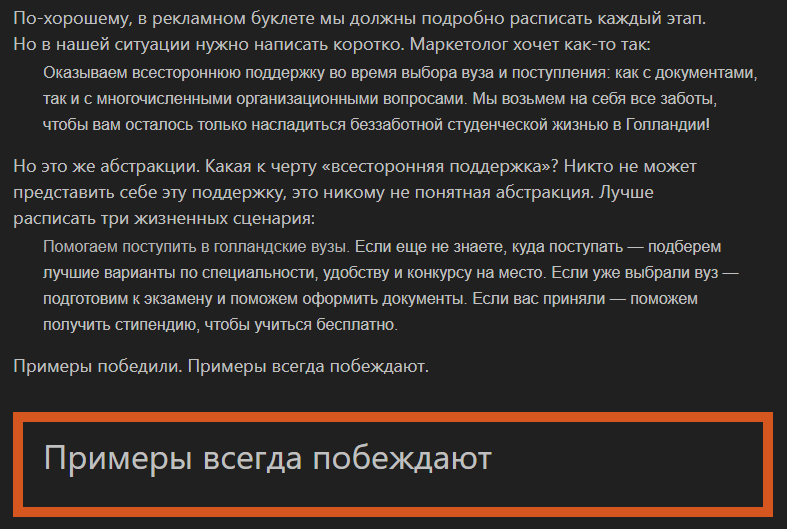 По-хорошему, в рекламном буклете мы должны подробно расписать каждый этап.
Но в нашей ситуации нужно написать коротко. Маркетолог хочет как-то так:
Оказываем всестороннюю поддержку во время выбора вуза и поступления: как с документами,
так и с многочисленными организационными вопросами. Мы возьмем на себя все заботы,
чтобы вам осталось только насладиться беззаботной студенческой жизнью в Голландии!
Но это же абстракции. Какая к черту «всесторонняя поддержка»? Никто не может
представить себе эту поддержку, это никому не понятная абстракция. Лучше
расписать три жизненных сценария:
Помогаем поступить в голландские вузы. Если еще не знаете, куда поступать — подберем
лучшие варианты по специальности, удобству и конкурсу на место. Если уже выбрали вуз —
подготовим к экзамену и поможем оформить документы. Если вас приняли — поможем
получить стипендию, чтобы учиться бесплатно.
Примеры победили. Примеры всегда побеждают.
Примеры всегда побеждают